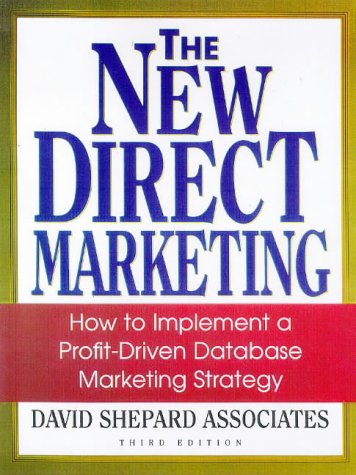 THE
NEW
DIRECT
MARKETING
How to Implement a
Profit-Driven Database
Marketing Strategy
DAVID SHEPARD ASSOCIATES
THIRD EDITION